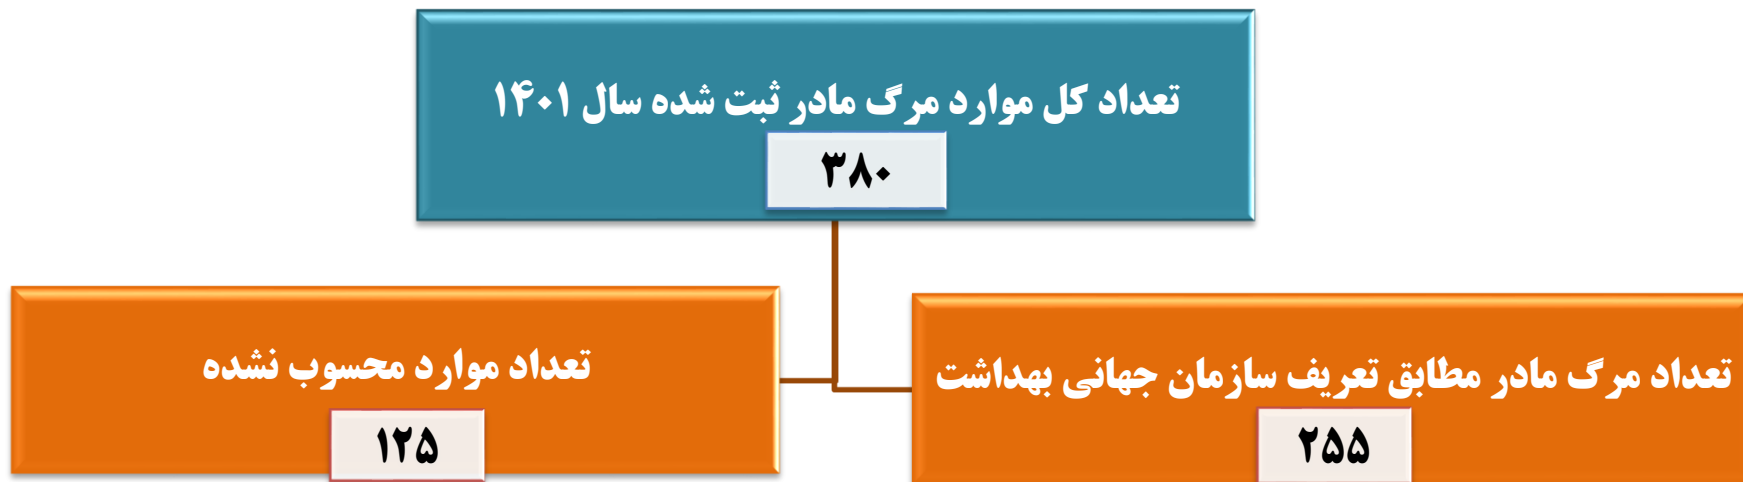 تعداد کل موارد مرگ مادر ثبت شده سال ۱۴۰۱
۳۸۰
تعداد مرگ مادر مطابق تعریف سازمان جهانی بهداشت
۲۵۵
تعداد موارد محسوب نشده
۱۲۵